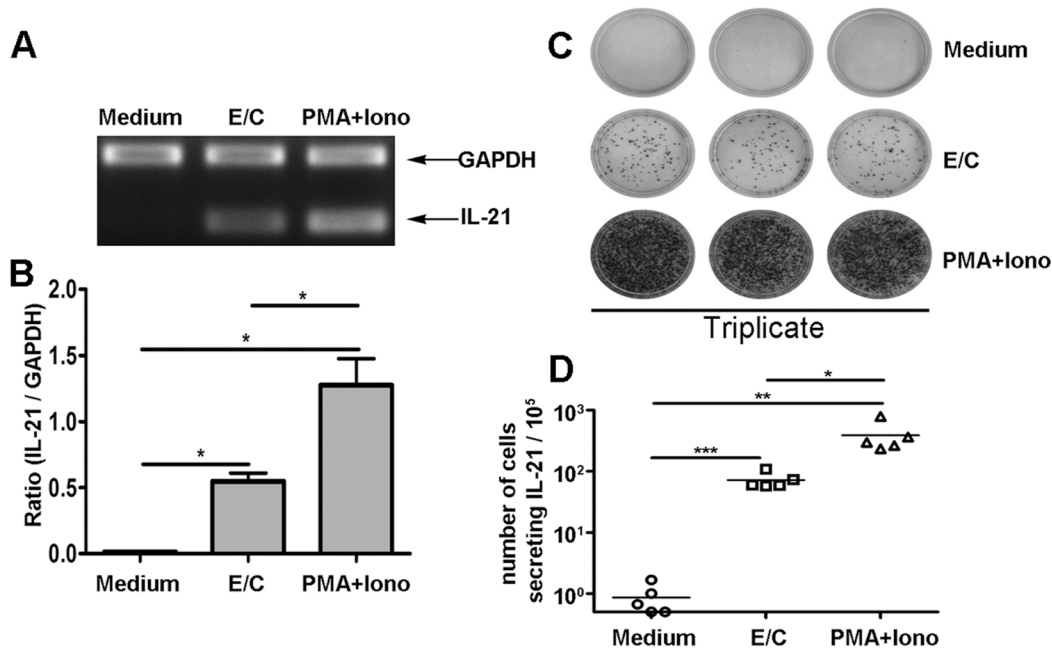 A
Medium E/C PMA+Iono
GAPDH
IL-21
B
Ratio (IL-21 / GAPDH)
2.0
1.5
1.0
0.5
0.0
*
*
*
Medium E/C PMA+Iono
C
Medium
E/C
PMA+Iono
Triplicate
D
number of cells
secreting IL-21 / 10⁵
10³
10²
10¹
10⁰
*
**
***
Medium E/C PMA+Iono